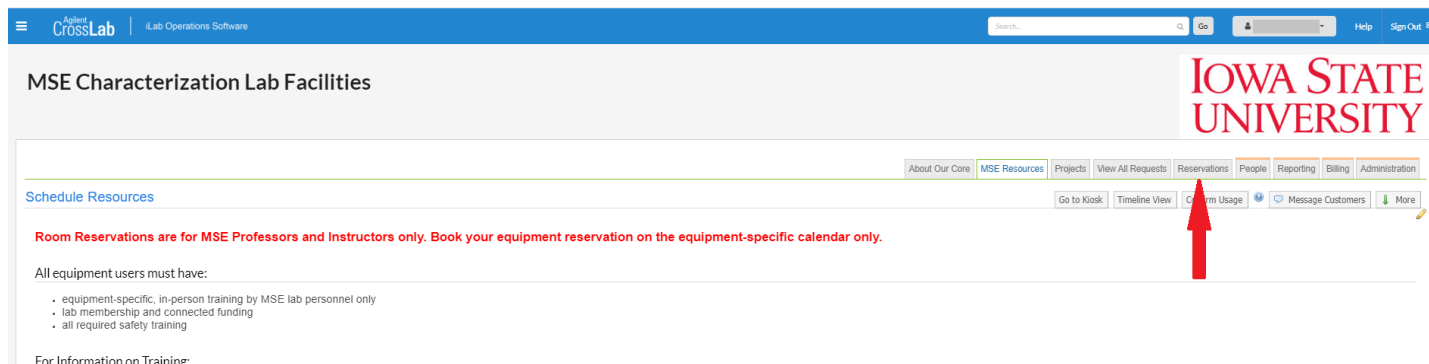 Agilent
CrossLab iLab Operations Software Search... Go Help Sign Out
MSE Characterization Lab Facilities
IOWA STATE
UNIVERSITY
About Our Core MSE Resources Projects View All Requests Reservations People Reporting Billing Administration
Schedule Resources
Go to Kiosk Timeline View Usage Message Customers More
Room Reservations are for MSE Professors and Instructors only. Book your equipment reservation on the equipment-specific calendar only.
All equipment users must have:
equipment-specific, in-person training by MSE lab personnel only
lab membership and connected funding
all required safety training
For Information on Training: